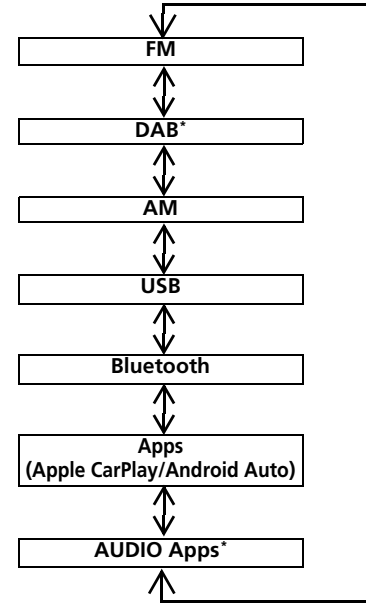 FM
DAB*
AM
USB
Bluetooth
Apps
(Apple CarPlay/Android Auto)
AUDIO Apps*